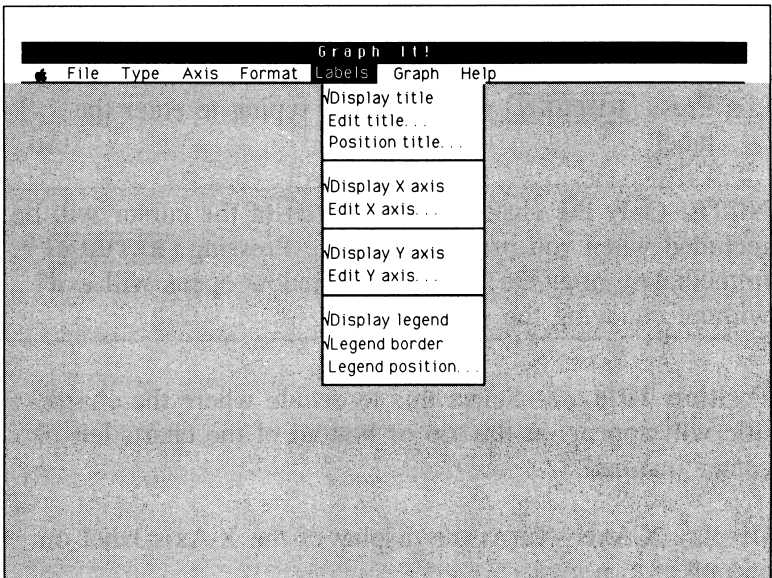 Graph It!
File Type Axis Format Labels Graph Help
√Display title
Edit title...
Position title...
√Display X axis
Edit X axis...
√Display Y axis
Edit Y axis...
√Display legend
√Legend border
Legend position...